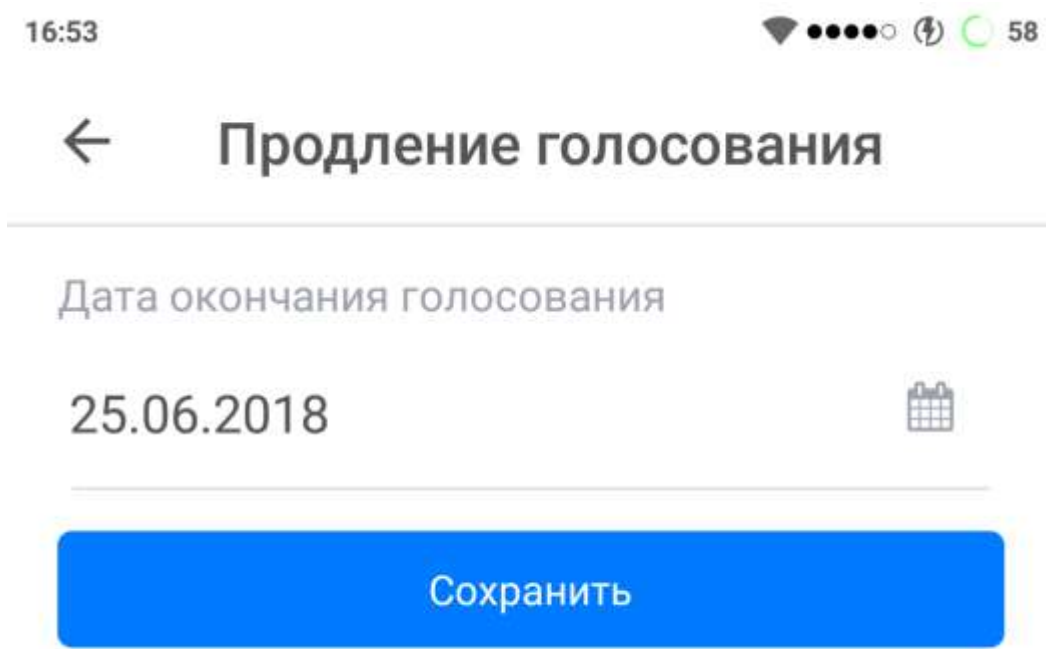 16:53
58
Продление голосования
Дата окончания голосования
25.06.2018
Сохранить